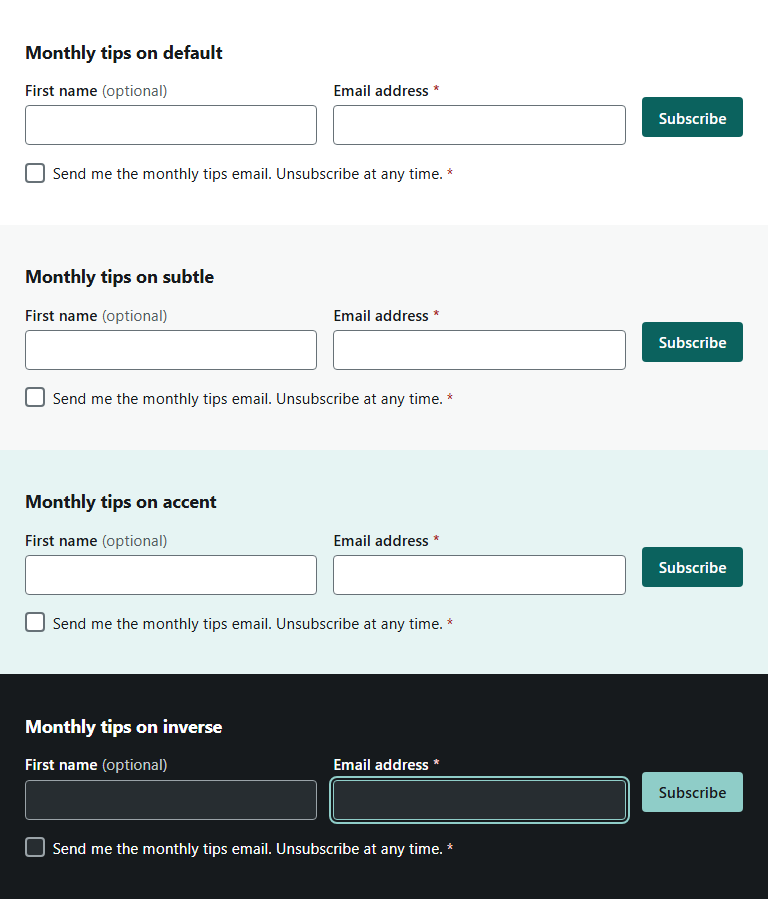 Monthly tips on default
First name (optional)
Email address *
Subscribe
Send me the monthly tips email. Unsubscribe at any time. *
Monthly tips on subtle
First name (optional)
Email address *
Subscribe
Send me the monthly tips email. Unsubscribe at any time. *
Monthly tips on accent
First name (optional)
Email address *
Subscribe
Send me the monthly tips email. Unsubscribe at any time. *
Monthly tips on inverse
First name (optional)
Email address *
Subscribe
Send me the monthly tips email. Unsubscribe at any time. *